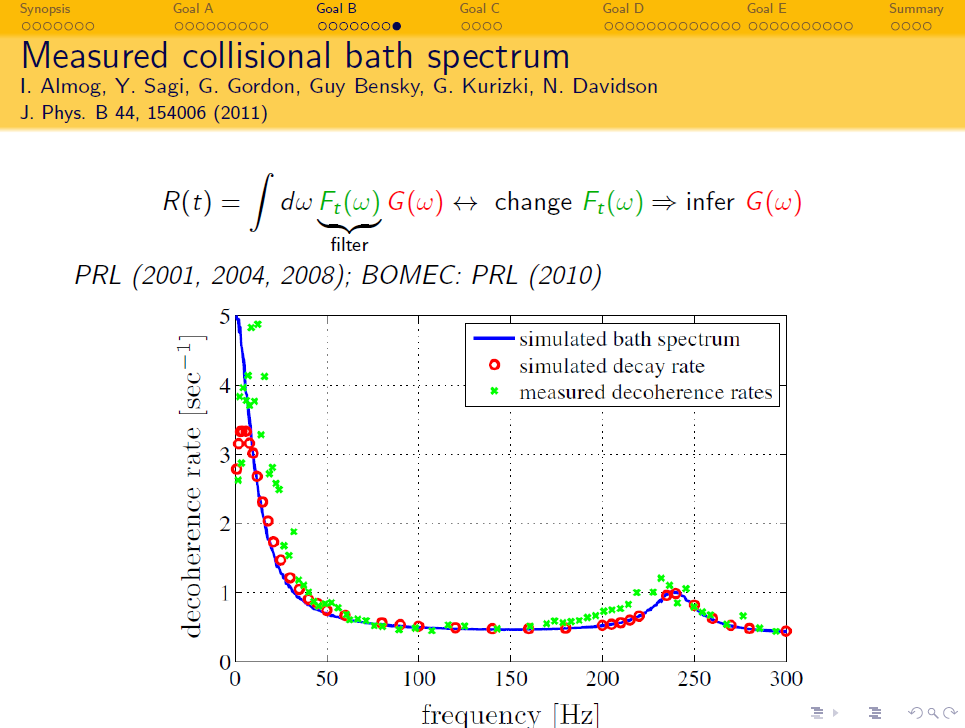 Synopsis Goal A Goal B Goal C Goal D Goal E Summary
Measured collisional bath spectrum
I. Almog, Y. Sagi, G. Gordon, Guy Bensky, G. Kurizki, N. Davidson
J. Phys. B 44, 154006 (2011)
R(t) = ∫ dω F_t(ω) G(ω) ↔ change F_t(ω) ⇒ infer G(ω)
filter
PRL (2001, 2004, 2008); BOMEC: PRL (2010)
simulated bath spectrum
simulated decay rate
measured decoherence rates
decoherence rate [sec⁻¹]
5
4
3
2
1
0
0 50 100 150 200 250 300
frequency [Hz]